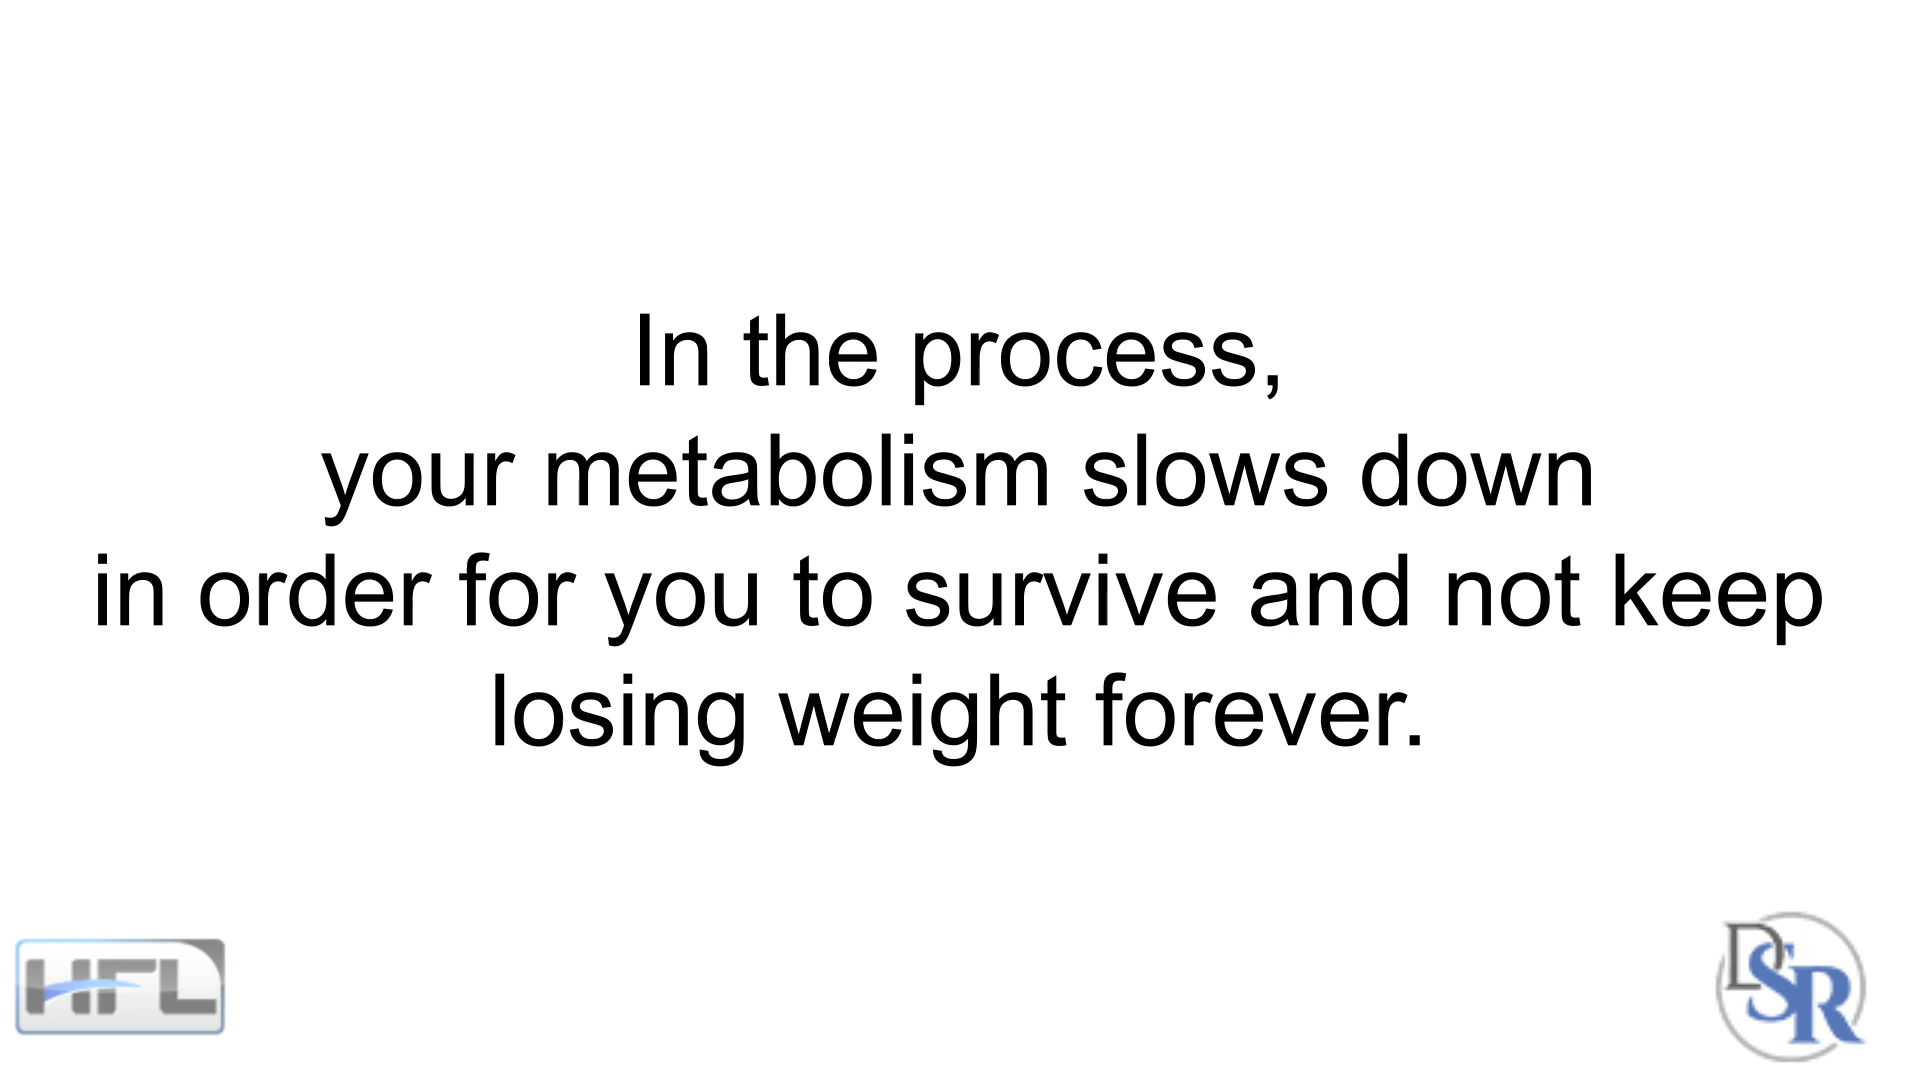 In the process,
your metabolism slows down
in order for you to survive and not keep
losing weight forever.
HFL
DSR